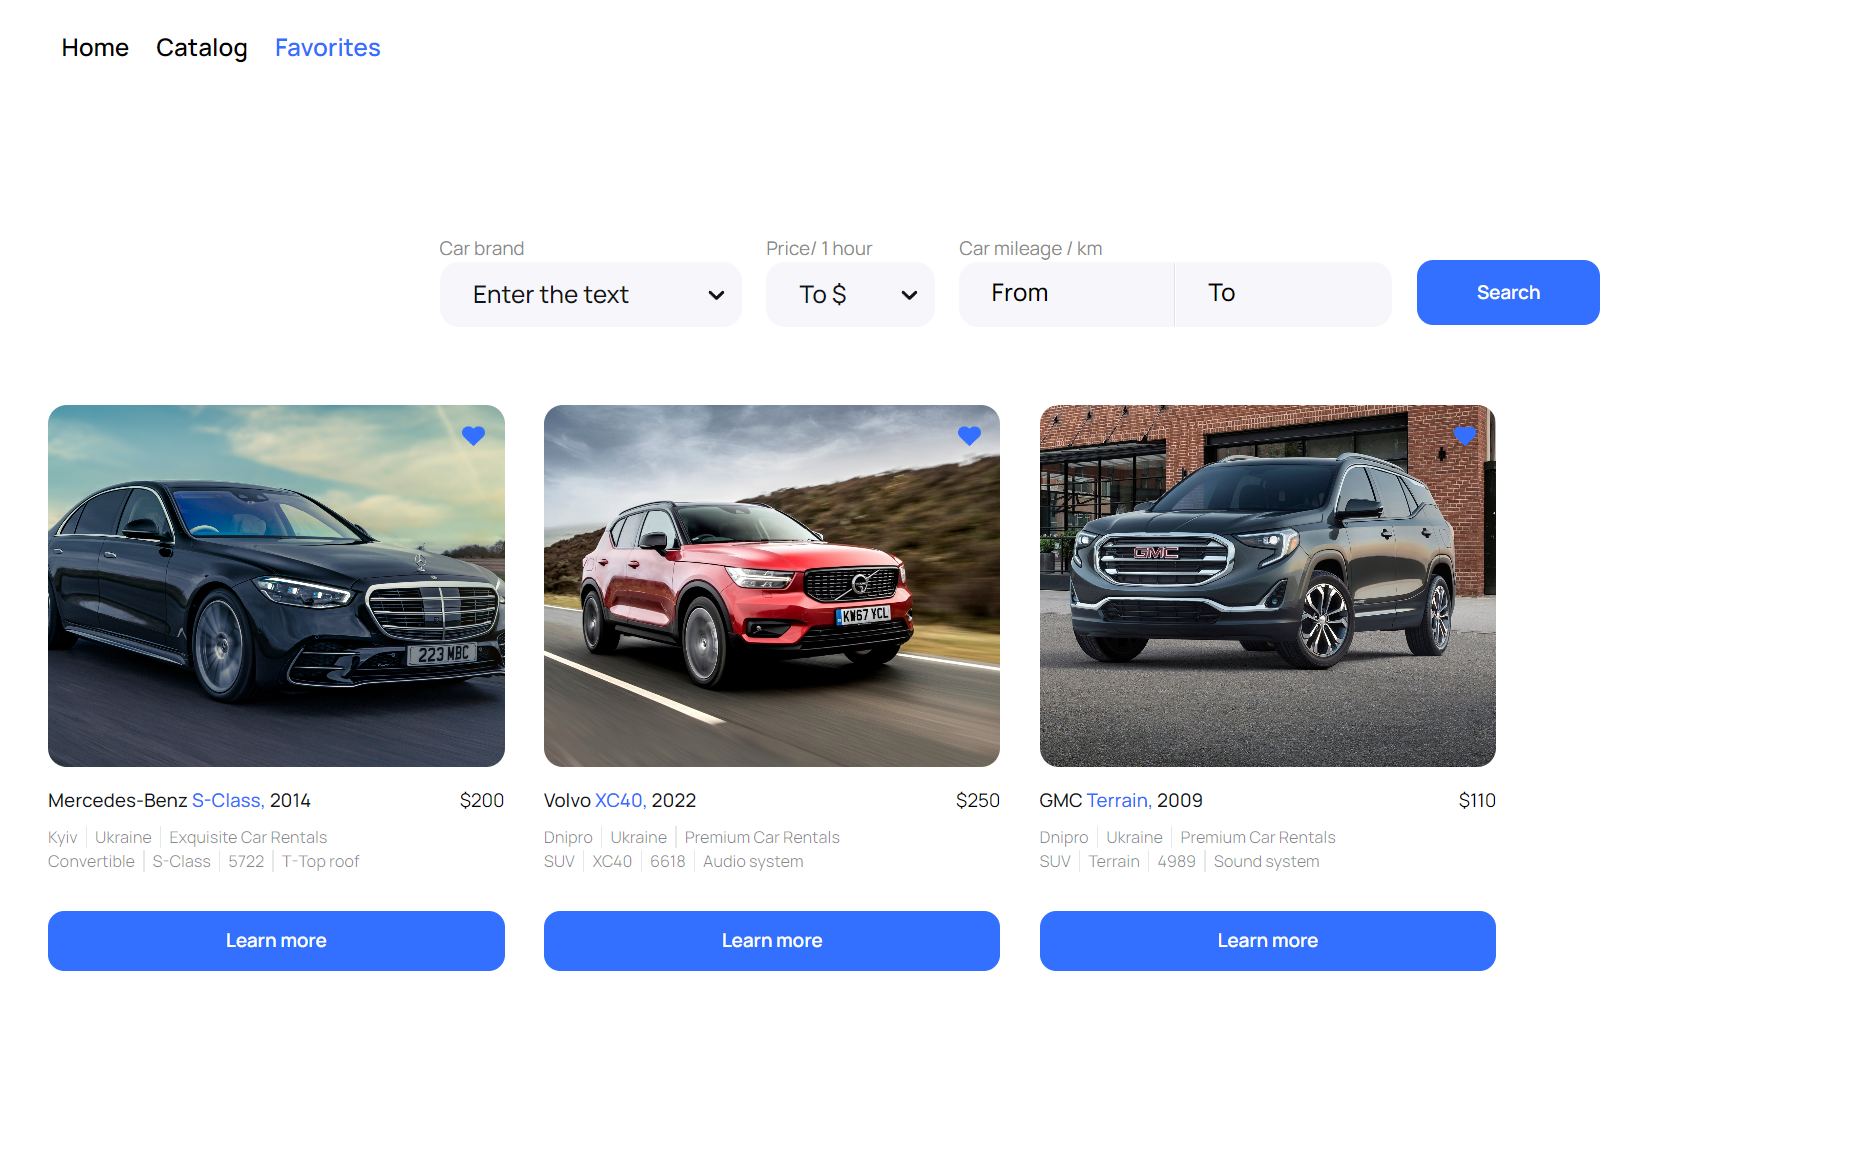 Home Catalog Favorites
Car brand Price/ 1 hour Car mileage / km
Enter the text To $ From To Search
223 MBC
KW67 YCL
GMC
Mercedes-Benz S-Class, 2014 $200
Kyiv Ukraine Exquisite Car Rentals
Convertible S-Class 5722 T-Top roof
Learn more
Volvo XC40, 2022 $250
Dnipro Ukraine Premium Car Rentals
SUV XC40 6618 Audio system
Learn more
GMC Terrain, 2009 $110
Dnipro Ukraine Premium Car Rentals
SUV Terrain 4989 Sound system
Learn more